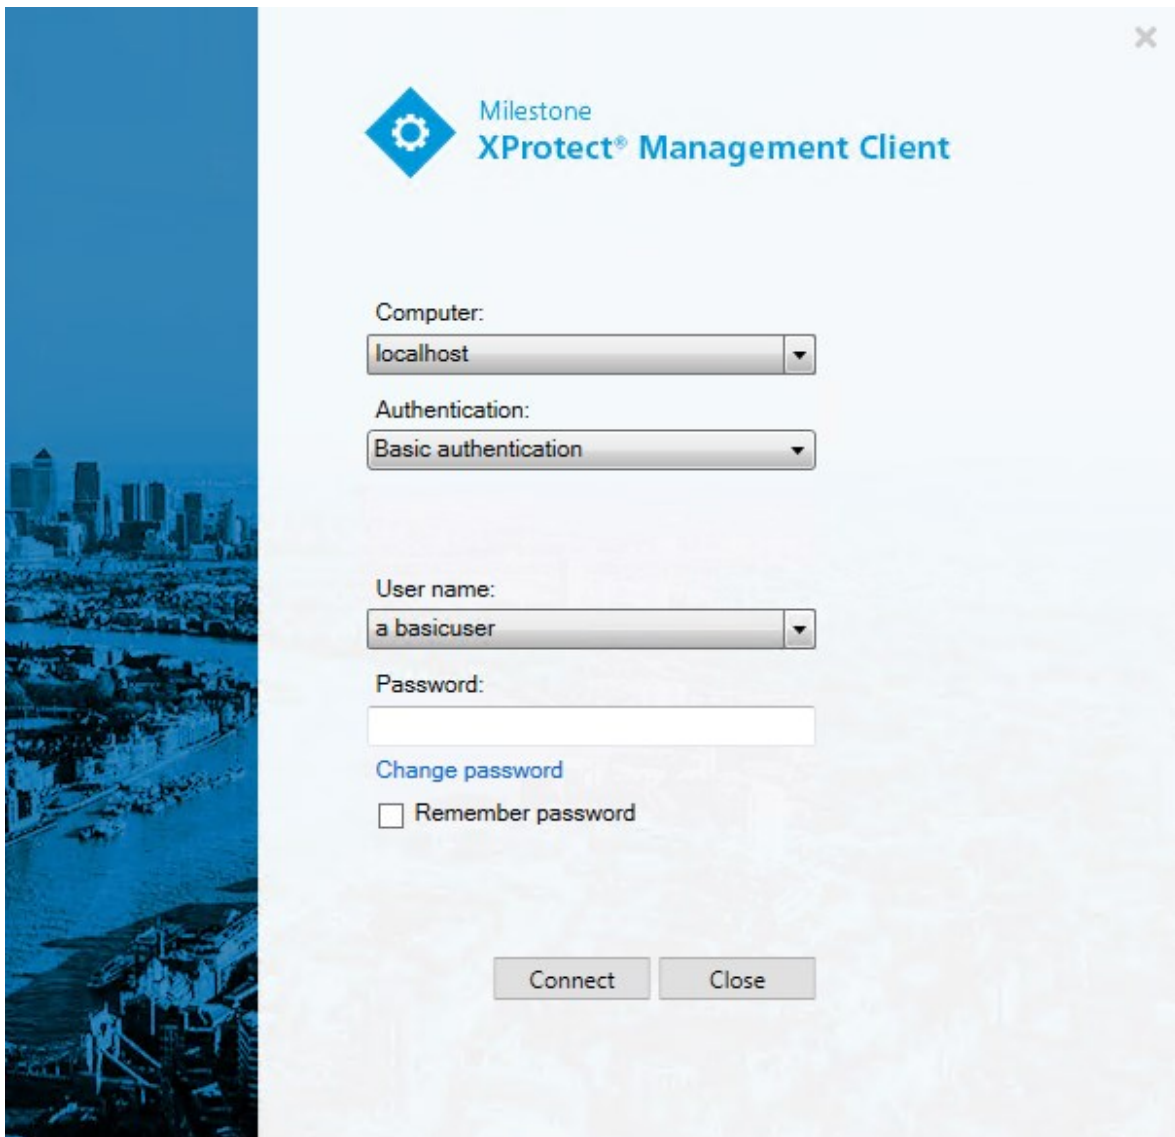 Milestone
XProtect® Management Client
Computer:
localhost
Authentication:
Basic authentication
User name:
a basicuser
Password:
Change password
Remember password
Connect Close